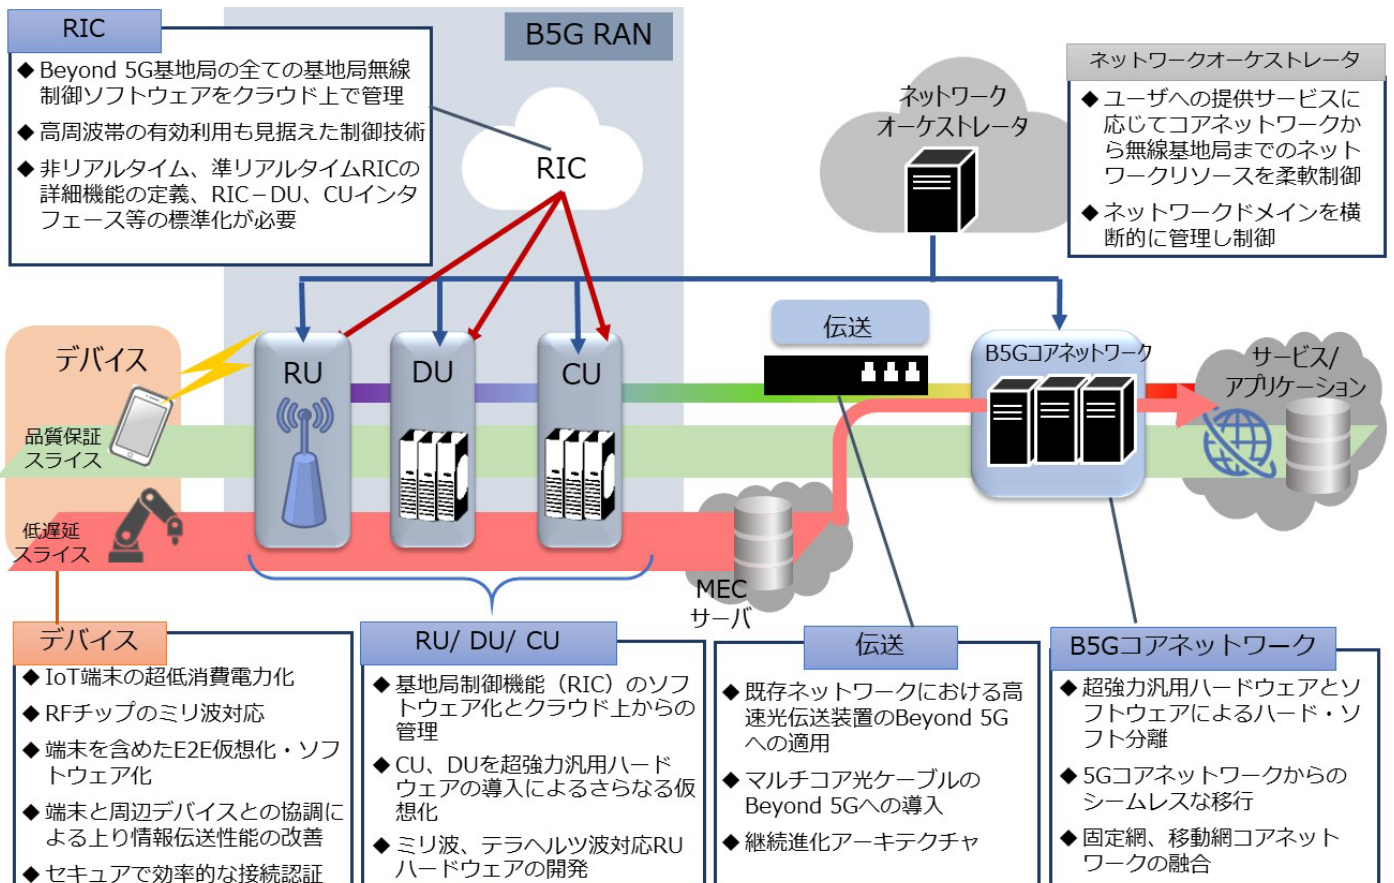 RIC
◆ Beyond 5G基地局の全ての基地局無線
制御ソフトウェアをクラウド上で管理
◆ 高周波帯の有効利用も見据えた制御技術
◆ 非リアルタイム、準リアルタイムRICの
詳細機能の定義、RIC－DU、CUインタ
フェース等の標準化が必要
B5G RAN
RIC
ネットワーク
オーケストレータ
ネットワークオーケストレータ
◆ ユーザへの提供サービスに
応じてコアネットワークか
ら無線基地局までのネット
ワークリソースを柔軟制御
◆ ネットワークドメインを横
断的に管理し制御
デバイス
RU
DU
CU
伝送
B5Gコアネットワーク
サービス/
アプリケーション
品質保証
スライス
低遅延
スライス
MEC
サーバ
デバイス
◆ IoT端末の超低消費電力化
◆ RFチップのミリ波対応
◆ 端末を含めたE2E仮想化・ソフ
トウェア化
◆ 端末と周辺デバイスとの協調に
よる上り情報伝送性能の改善
◆ セキュアで効率的な接続認証
RU/ DU/ CU
◆ 基地局制御機能（RIC）のソフ
トウェア化とクラウド上からの
管理
◆ CU、DUを超強力汎用ハード
ウェアの導入によるさらなる仮
想化
◆ ミリ波、テラヘルツ波対応RU
ハードウェアの開発
伝送
◆ 既存ネットワークにおける高
速光伝送装置のBeyond 5G
への適用
◆ マルチコア光ケーブルの
Beyond 5Gへの導入
◆ 継続進化アーキテクチャ
B5Gコアネットワーク
◆ 超強力汎用ハードウェアとソ
フトウェアによるハード・ソ
フト分離
◆ 5Gコアネットワークからの
シームレスな移行
◆ 固定網、移動網コアネット
ワークの融合